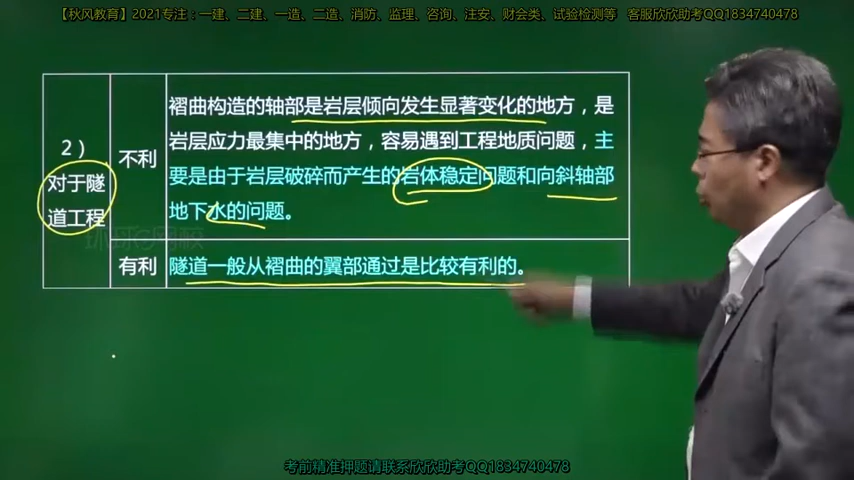 【秋风教育】2021专注：一建、二建、一造、二造、消防、监理、咨询、注安、财会类、试验检测等 客服欣欣助考QQ1834740478
2）
对于隧
道工程
不利
褶曲构造的轴部是岩层倾向发生显著变化的地方，是
岩层应力最集中的地方，容易遇到工程地质问题，主
要是由于岩层破碎而产生的岩体稳定问题和向斜轴部
地下水的问题。
有利
隧道一般从褶曲的翼部通过是比较有利的。
环球网校
考前精准押题请联系欣欣助考QQ1834740478